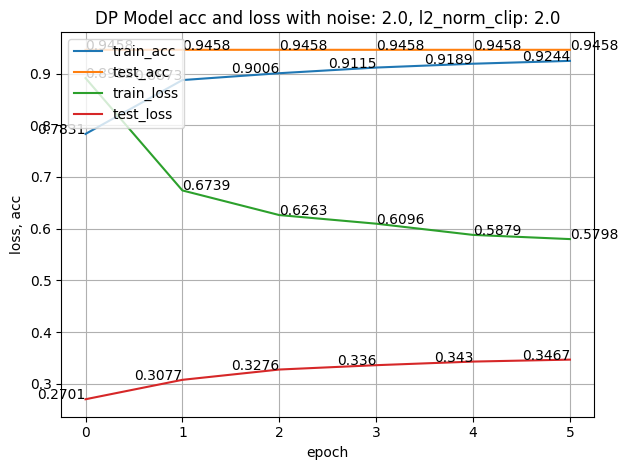 DP Model acc and loss with noise: 2.0, l2_norm_clip: 2.0
train_acc
test_acc
train_loss
test_loss
0.9458 0.9458 0.9458 0.9458 0.9458 0.9458
0.7831 0.9006 0.9115 0.9189 0.9244
0.6739 0.6263 0.6096 0.5879 0.5798
0.2701 0.3077 0.3276 0.336 0.343 0.3467
0.9
0.8
0.7
0.6
0.5
0.4
0.3
loss, acc
0 1 2 3 4 5
epoch